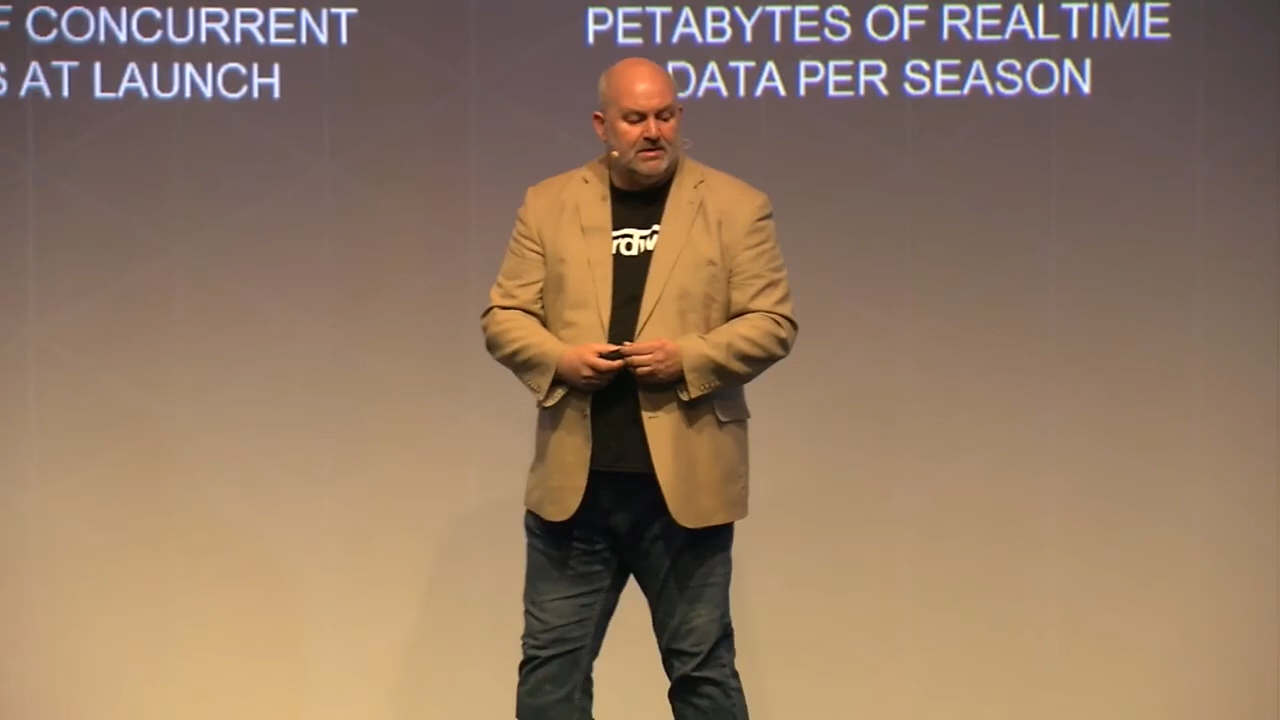 F CONCURRENT
S AT LAUNCH
PETABYTES OF REALTIME
DATA PER SEASON